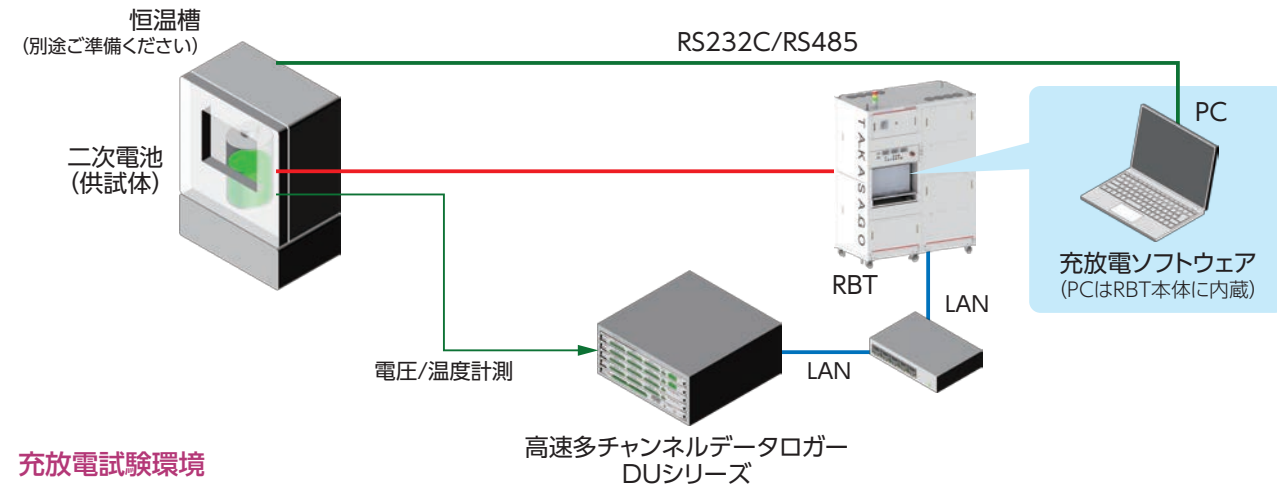 恒温槽
(別途ご準備ください)
RS232C/RS485
PC
二次電池
(供試体)
TAKASAGO
RBT
充放電ソフトウェア
(PCはRBT本体に内蔵)
LAN
電圧/温度計測
LAN
高速多チャンネルデータロガー
DUシリーズ
充放電試験環境